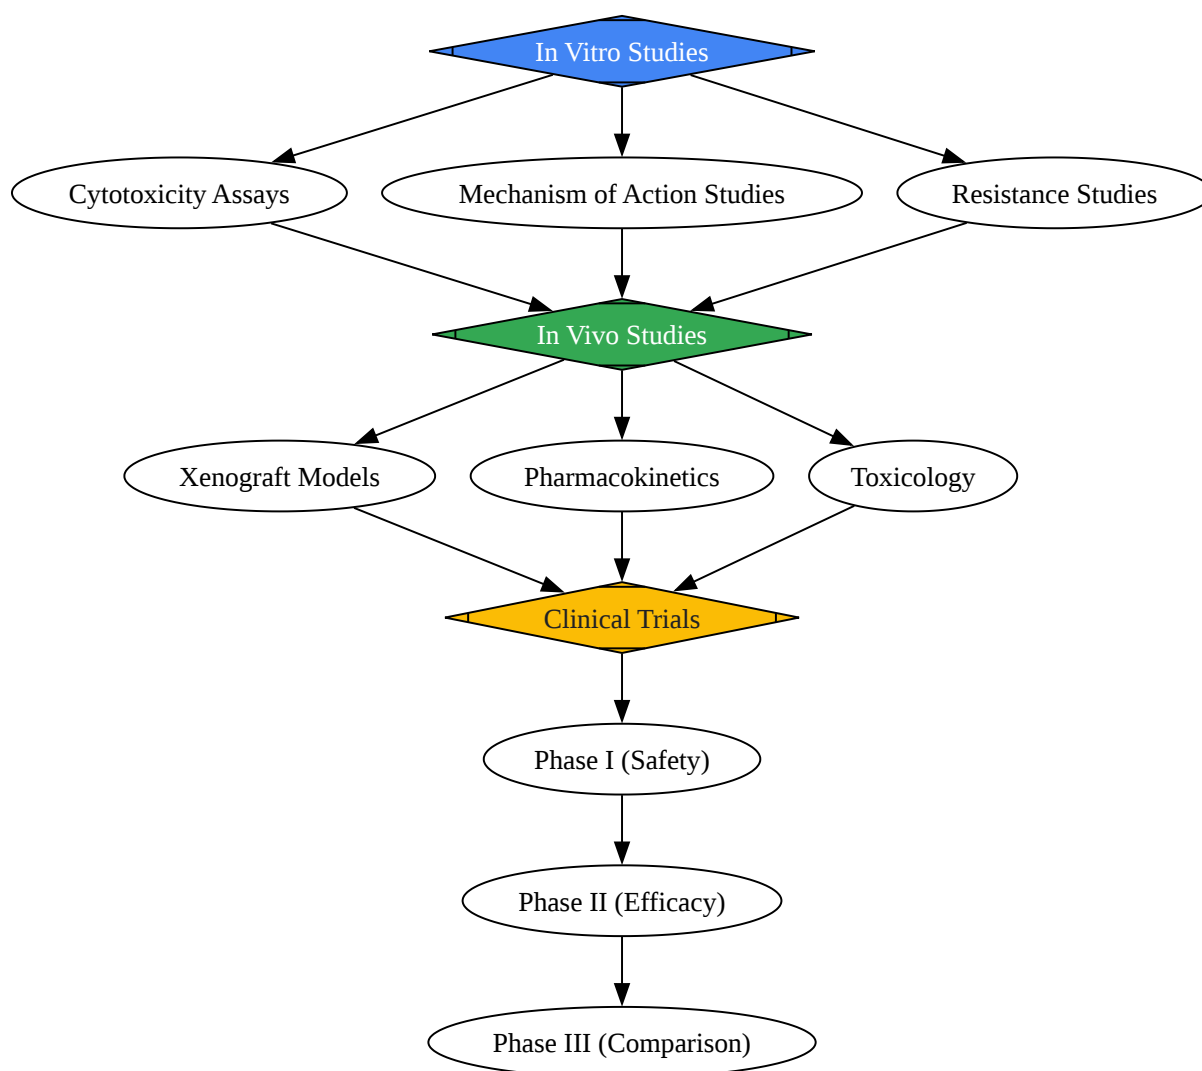 In Vitro Studies
Cytotoxicity Assays
Mechanism of Action Studies
Resistance Studies
In Vivo Studies
Xenograft Models
Pharmacokinetics
Toxicology
Clinical Trials
Phase I (Safety)
Phase II (Efficacy)
Phase III (Comparison)